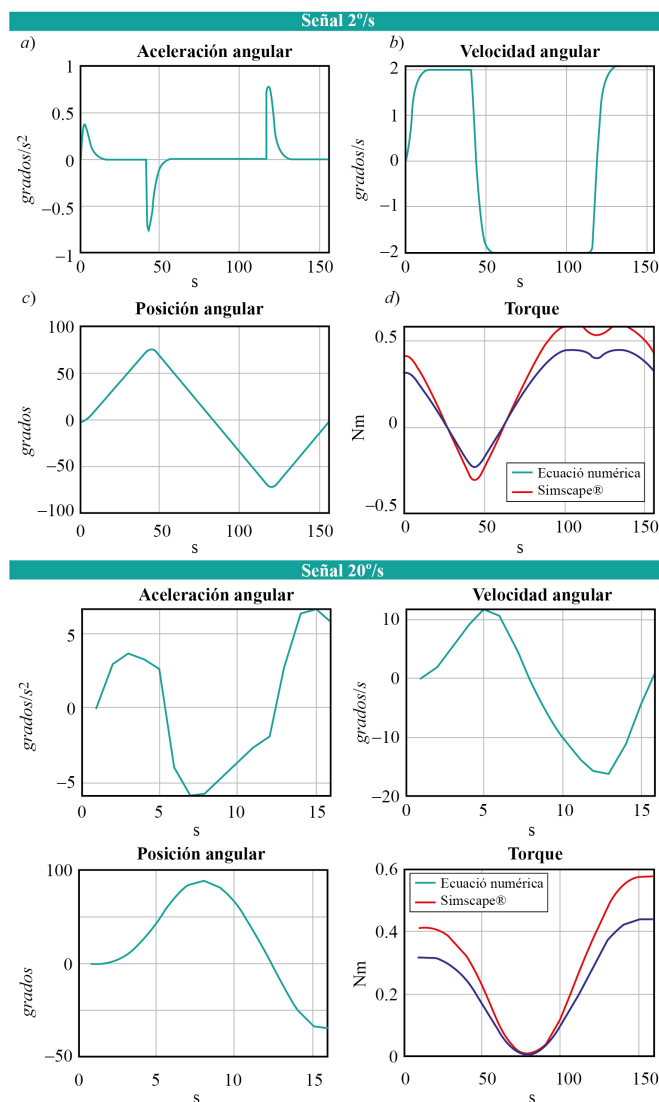 Señal 2º/s
a)
Aceleración angular
1
0.5
0
−0.5
−1
grados/s²
0
50
100
150
s
b)
Velocidad angular
2
1
0
−1
−2
grados/s
0
50
100
150
s
c)
Posición angular
100
50
0
−50
−100
grados
0
50
100
150
s
d)
Torque
0.5
0
−0.5
Nm
Ecuació numérica
Simscape®
0
50
100
150
s
Señal 20º/s
Aceleración angular
5
0
−5
grados/s²
0
5
10
15
s
Velocidad angular
10
0
−10
−20
grados/s
0
5
10
15
s
Posición angular
100
0
−50
grados
0
5
10
15
s
Torque
0.6
0.4
0.2
0
Nm
Ecuació numérica
Simscape®
0
50
100
150
s